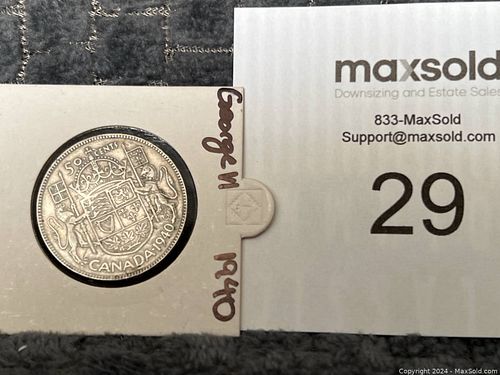 50 CENTS
CANADA 1940
George VI 1940
maxsold
Downsizing and Estate Sales
833-MaxSold
Support@maxsold.com
29
Copyright 2024 - MaxSold.com